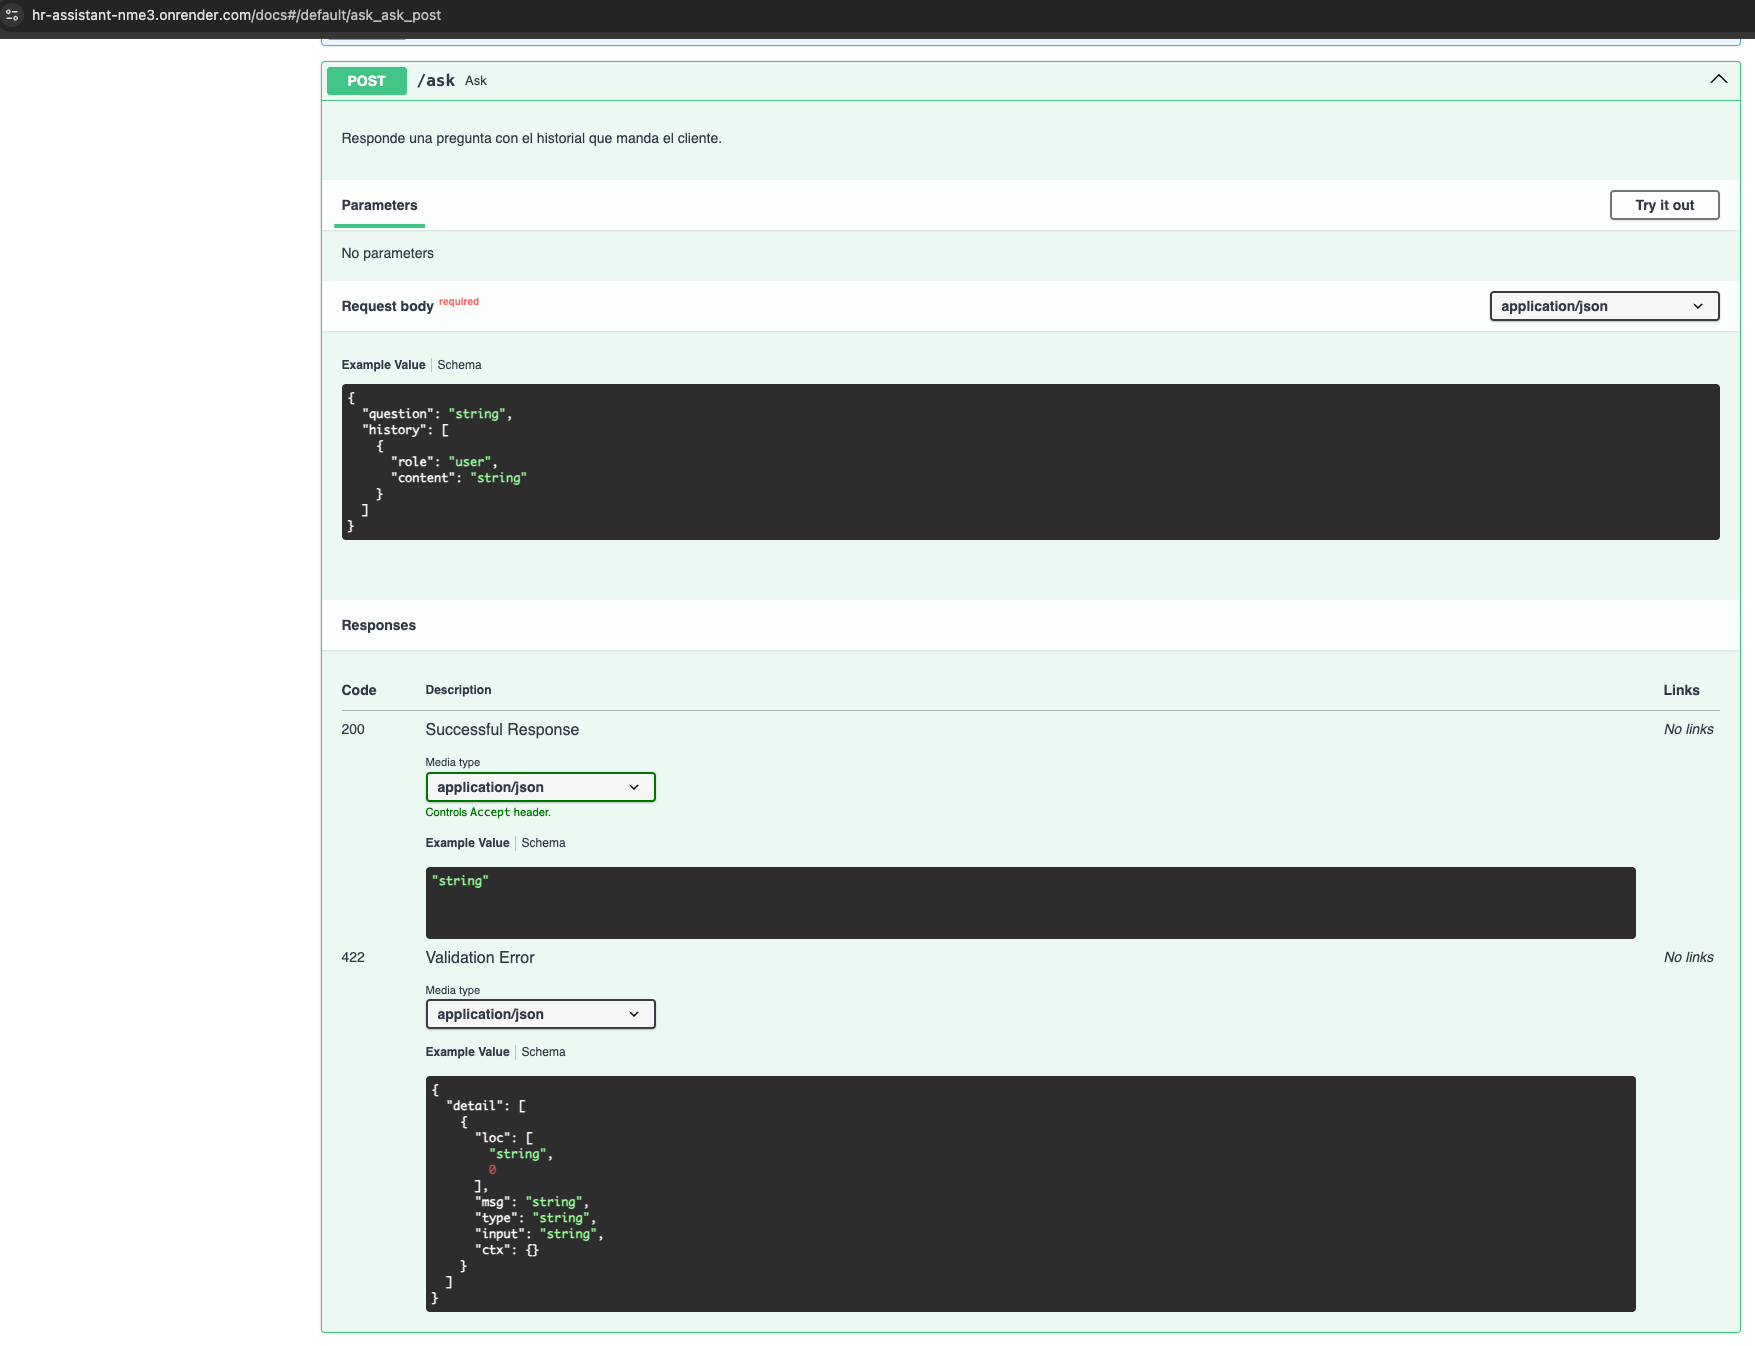 hr-assistant-nme3.onrender.com/docs#/default/ask_ask_post
POST /ask Ask
Responde una pregunta con el historial que manda el cliente.
Parameters
Try it out
No parameters
Request body required
application/json
Example Value | Schema
{
  "question": "string",
  "history": [
    {
      "role": "user",
      "content": "string"
    }
  ]
}
Responses
Code Description Links
200 Successful Response No links
Media type
application/json
Controls Accept header.
Example Value | Schema
"string"
422 Validation Error No links
Media type
application/json
Example Value | Schema
{
  "detail": [
    {
      "loc": [
        "string",
        0
      ],
      "msg": "string",
      "type": "string",
      "input": "string",
      "ctx": {}
    }
  ]
}